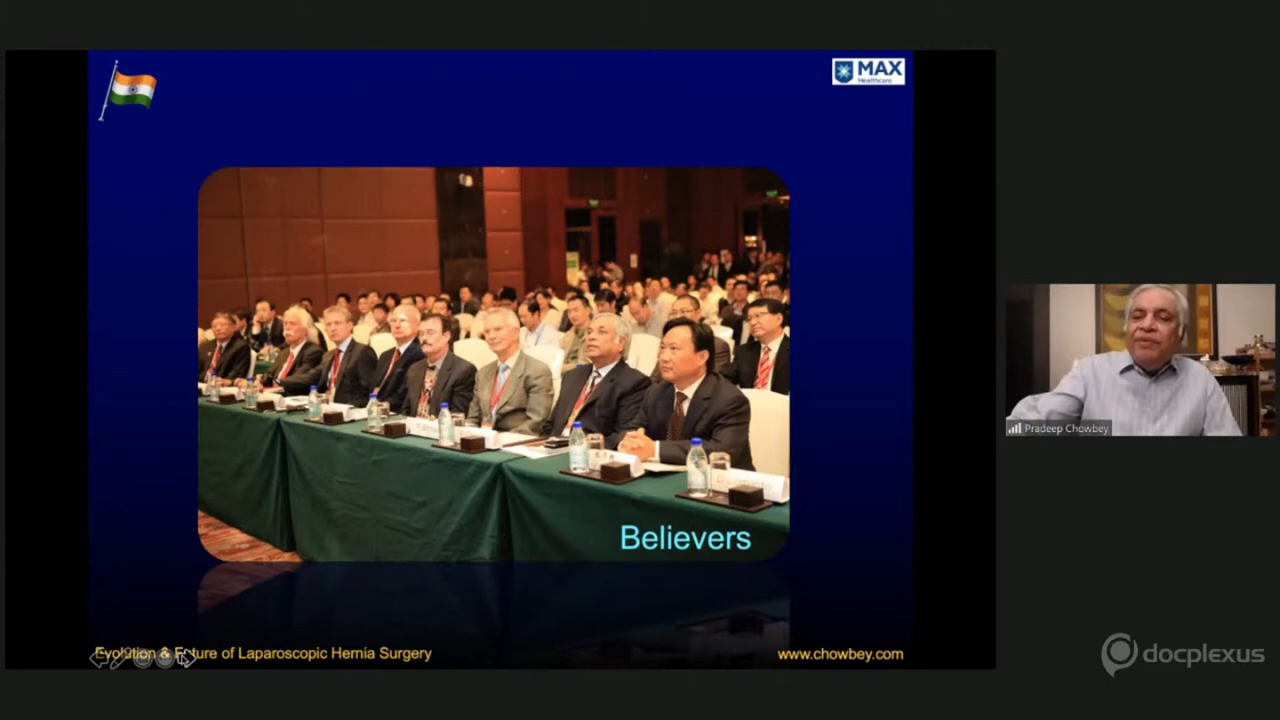 MAX
Healthcare
Believers
Evolution & Future of Laparoscopic Hernia Surgery
www.chowbey.com
Pradeep Chowbey
docplexus